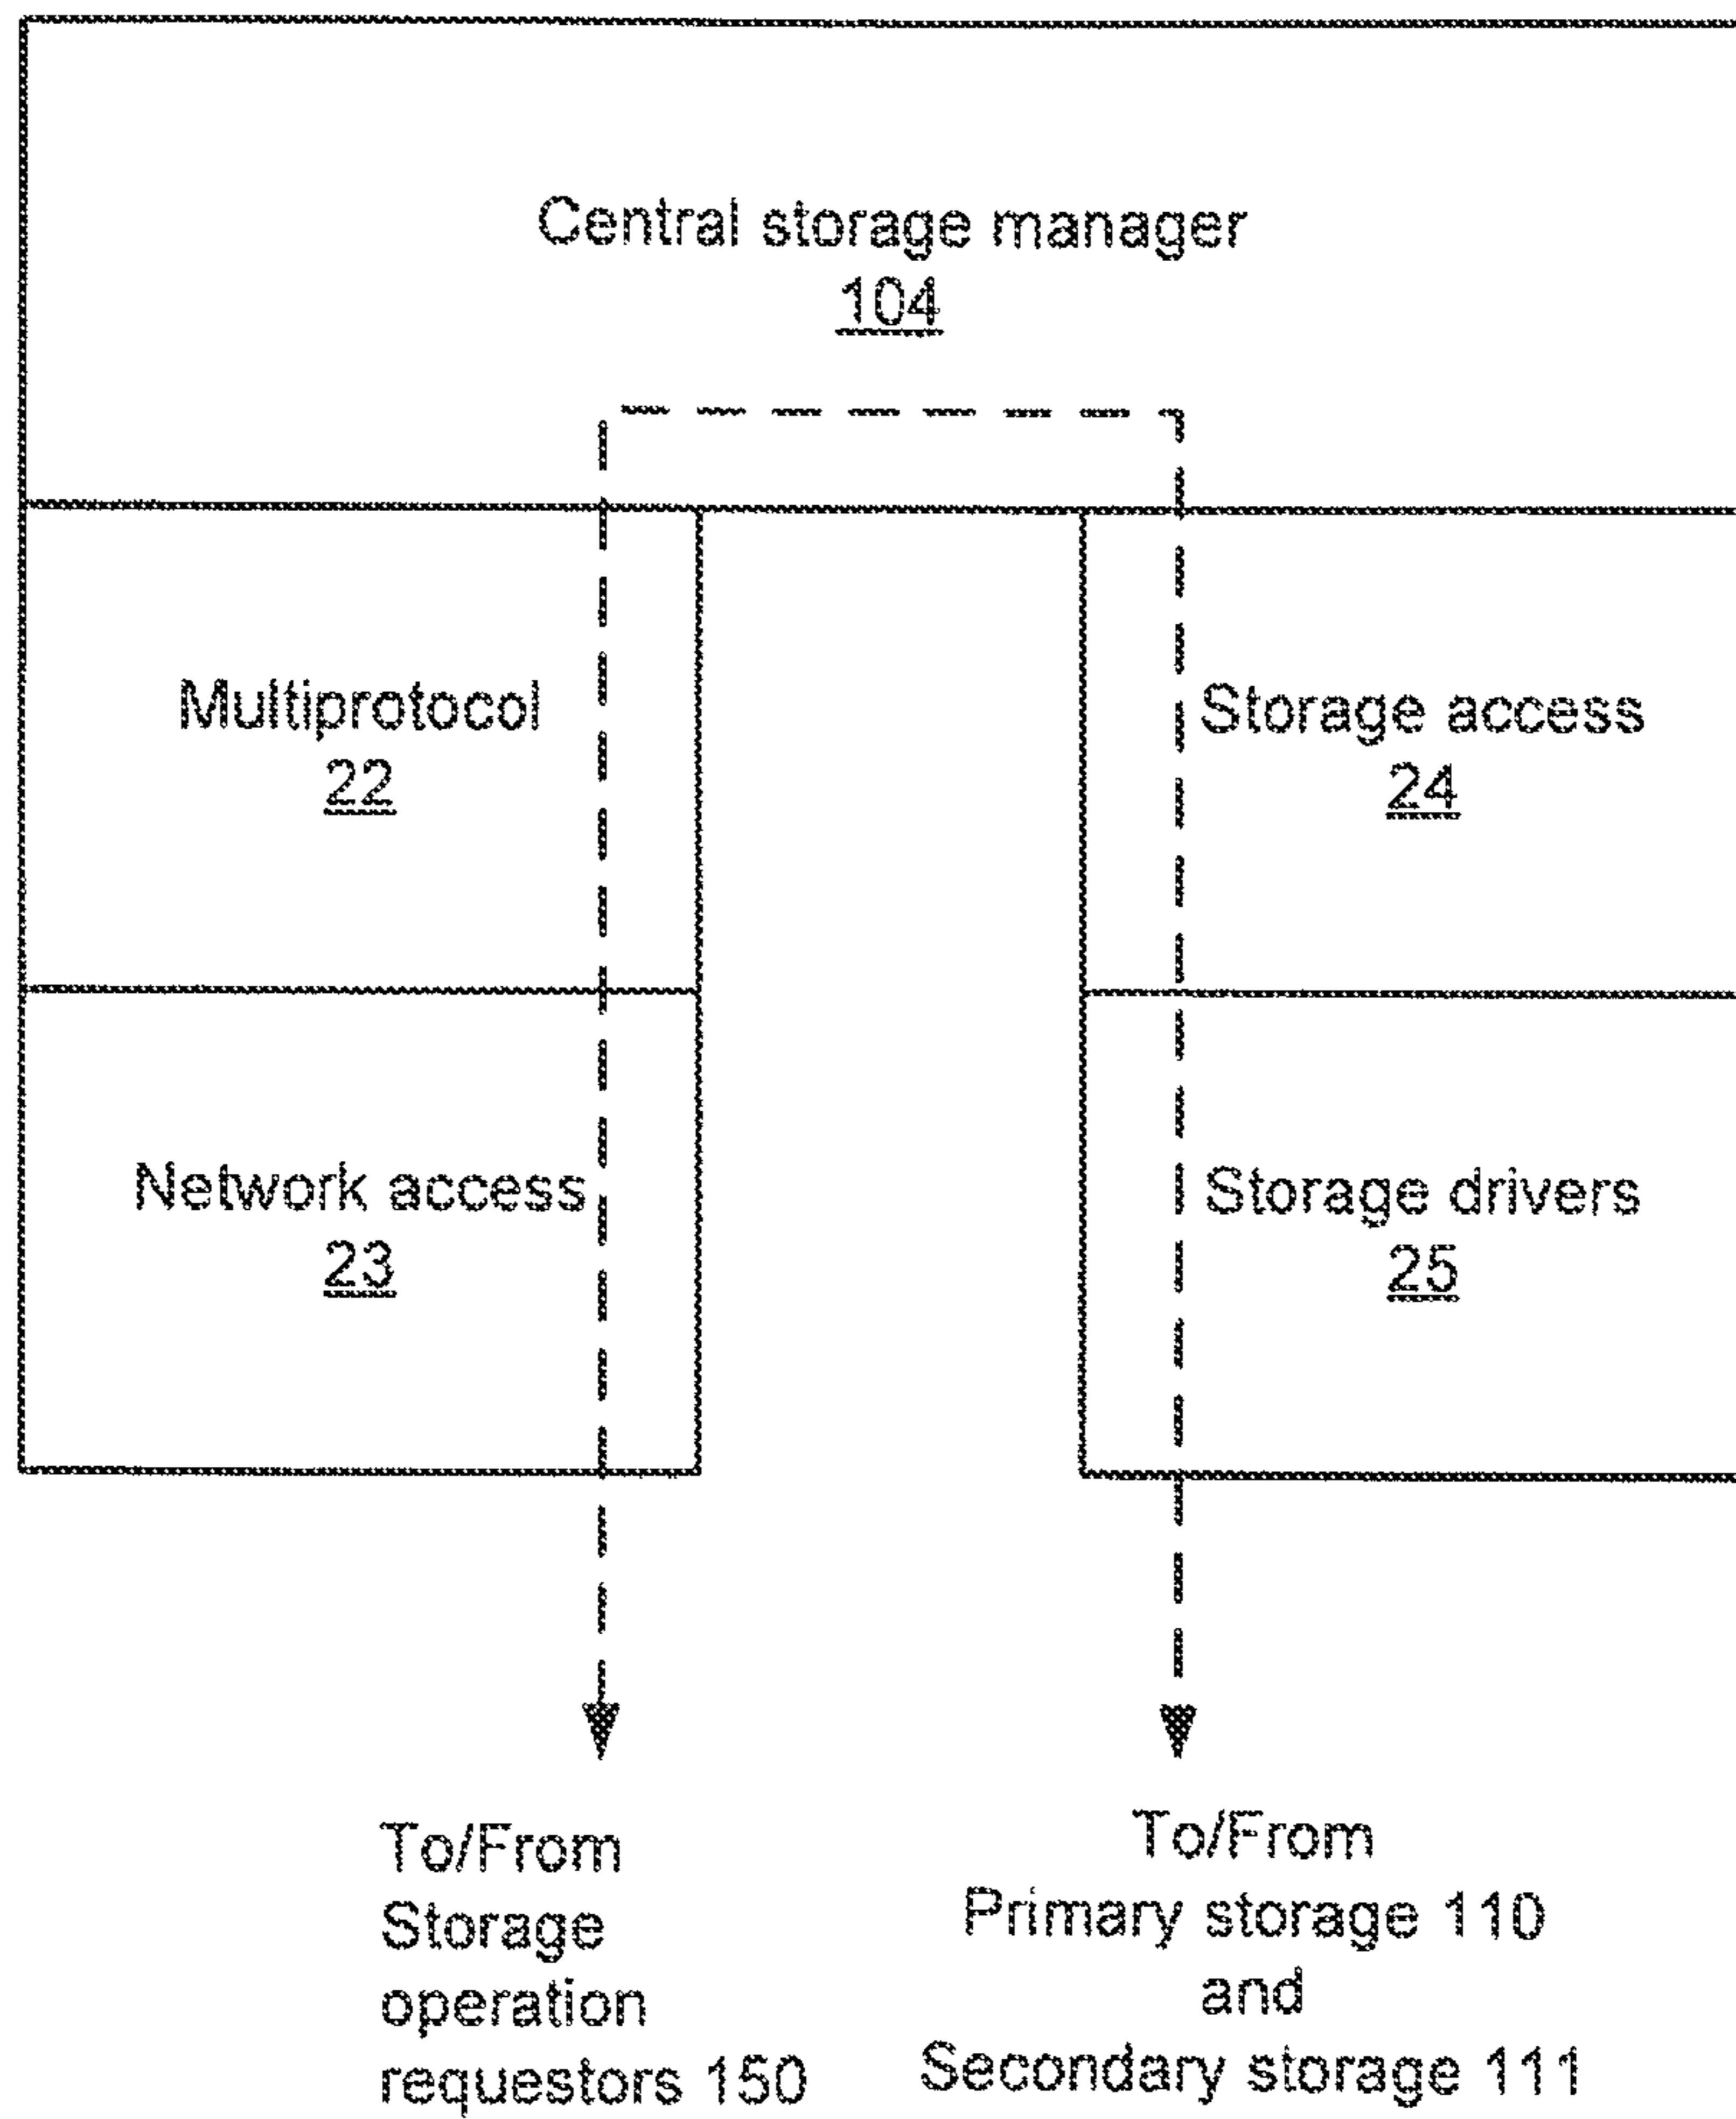 Central storage manager
104
Multiprotocol
22
Storage access
24
Network access
23
Storage drivers
25
To/From
Storage
operation
requestors 150
To/From
Primary storage 110
and
Secondary storage 111